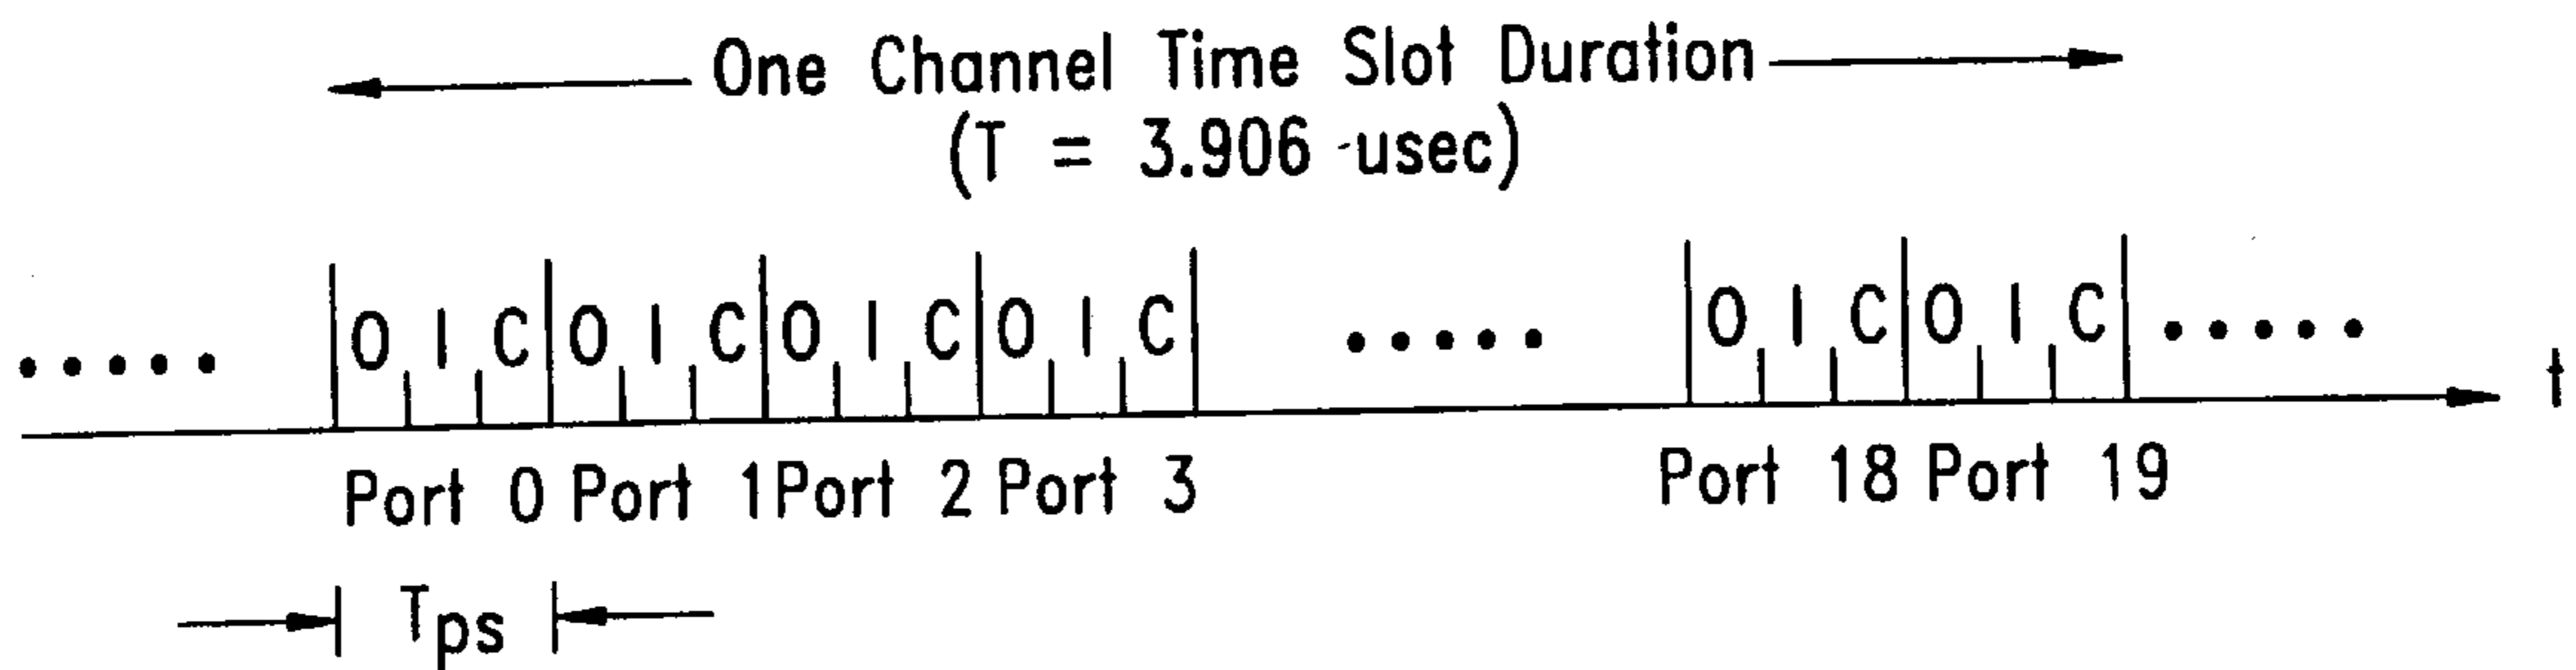 One Channel Time Slot Duration
(T = 3.906 usec)
O I C O I C O I C O I C ..... O I C O I C ..... t
Port 0 Port 1 Port 2 Port 3 Port 18 Port 19
Tps